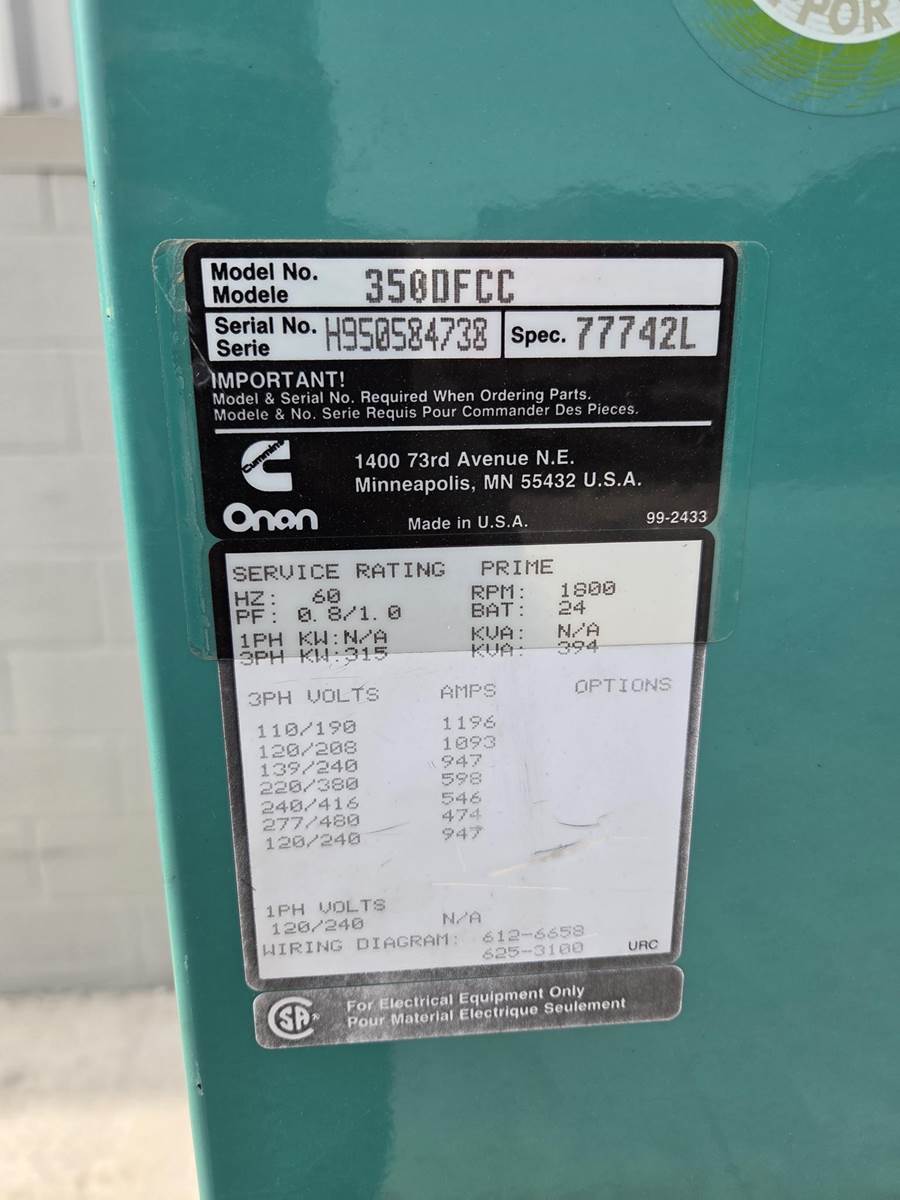 PPOR
Model No. 350DFCC
Modele
Serial No. H950584738 Spec. 77742L
Serie
IMPORTANT!
Model & Serial No. Required When Ordering Parts.
Modele & No. Serie Requis Pour Commander Des Pieces.
Cummins
Onan
1400 73rd Avenue N.E.
Minneapolis, MN 55432 U.S.A.
Made in U.S.A. 99-2433
SERVICE RATING PRIME
HZ: 60 RPM: 1800
PF: 0.8/1.0 BAT: 24
1PH KW:N/A KVA: N/A
3PH KW:315 KVA: 394
3PH VOLTS AMPS OPTIONS
110/190 1196
120/208 1093
139/240 947
220/380 598
240/416 546
277/480 474
120/240 947
1PH VOLTS
120/240 N/A
WIRING DIAGRAM: 612-6658
625-3100 URC
SA®
For Electrical Equipment Only
Pour Material Electrique Seulement